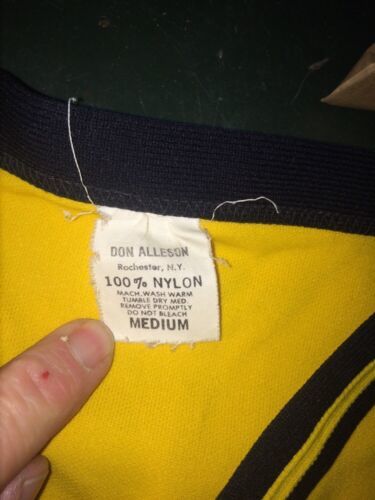 DON ALLESON
Rochester, N.Y.
100% NYLON
MACH. WASH WARM
TUMBLE DRY MED.
REMOVE PROMPTLY
DO NOT BLEACH
MEDIUM